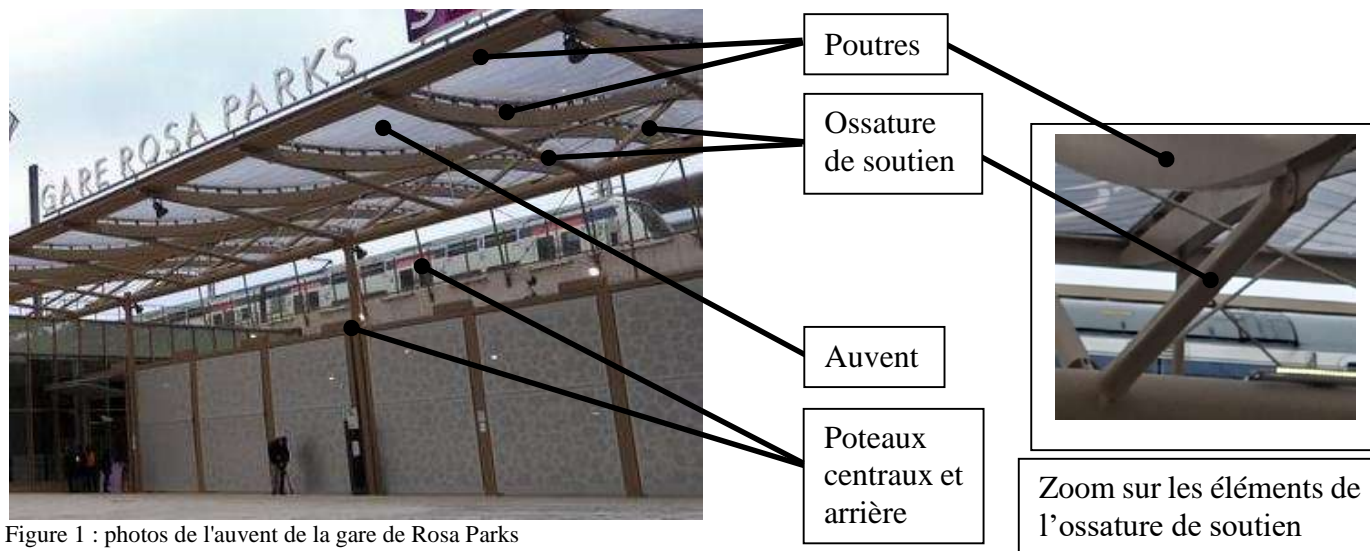 GARE ROSA PARKS
Poutres
Ossature
de soutien
Auvent
Poteaux
centraux et
arrière
Zoom sur les éléments de
l’ossature de soutien
Figure 1 : photos de l'auvent de la gare de Rosa Parks